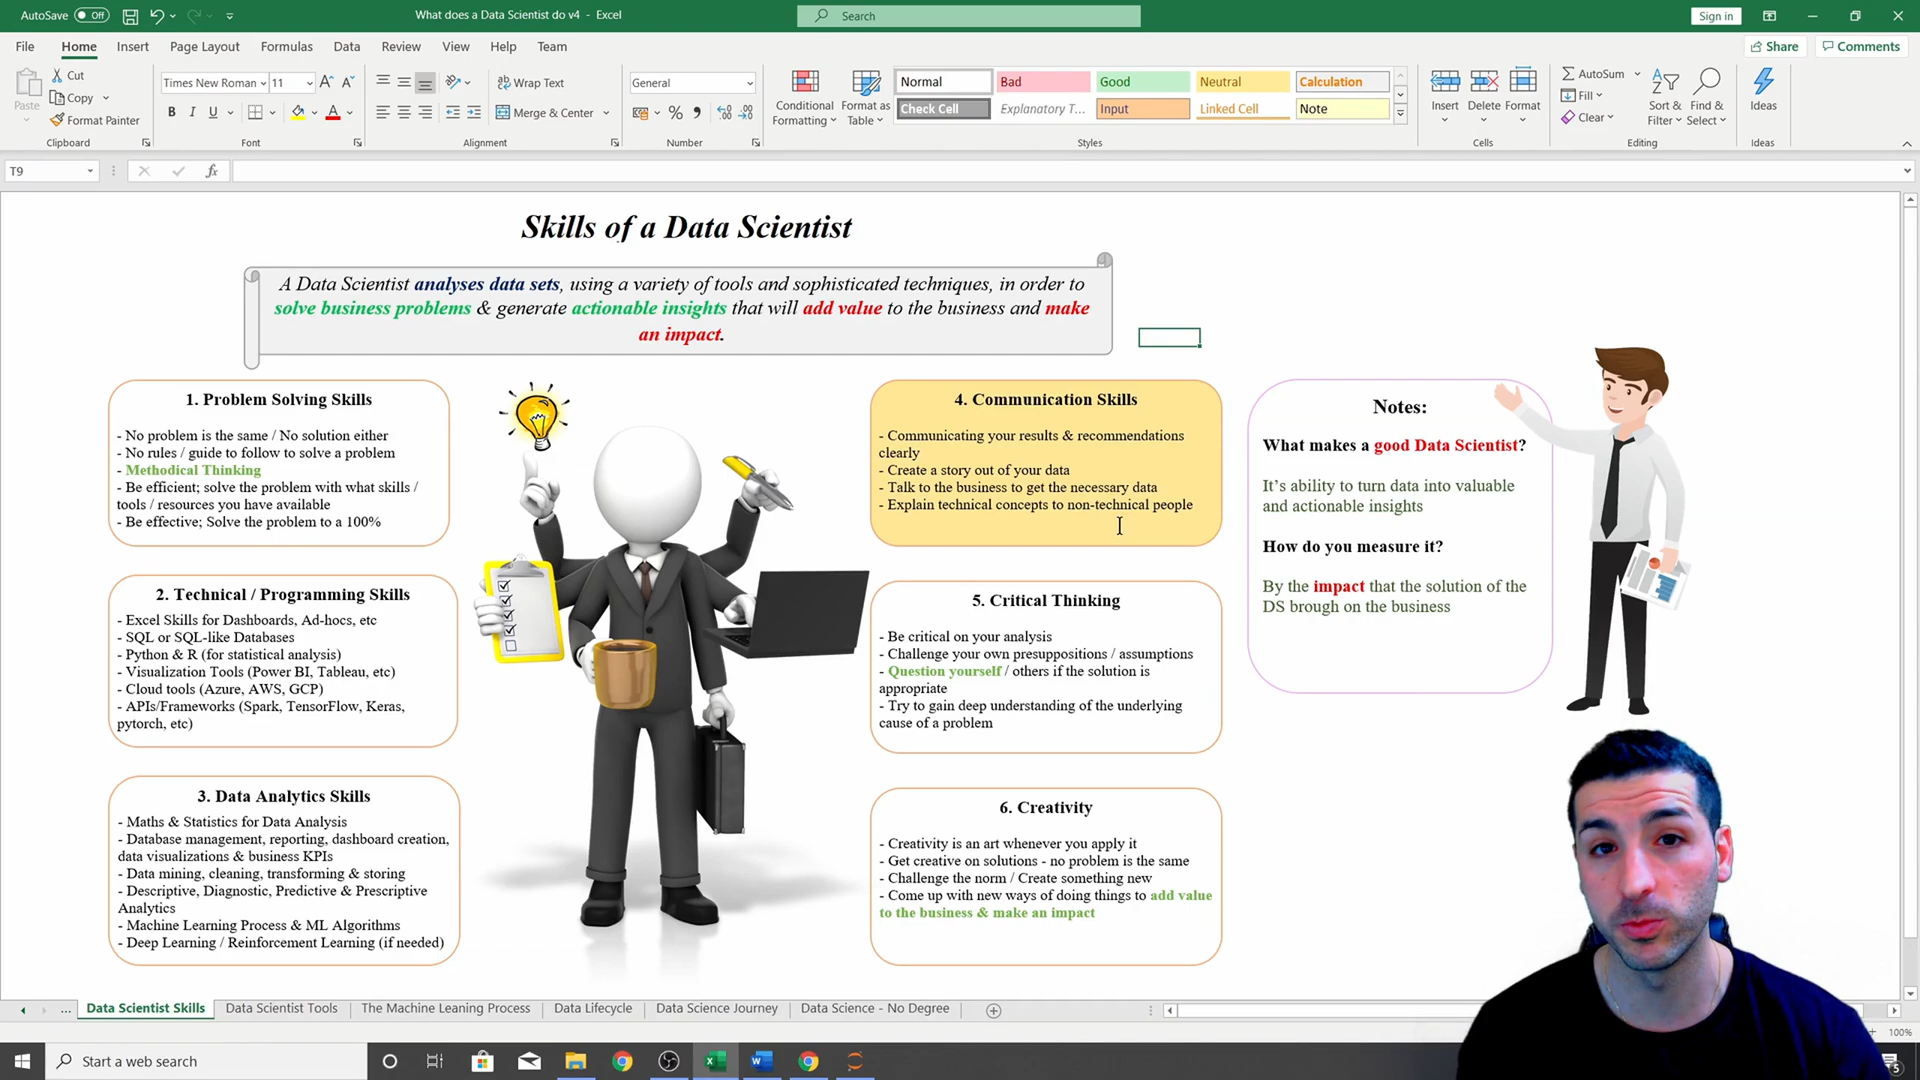 AutoSave Off
What does a Data Scientist do v4 - Excel
Search
Sign in
File Home Insert Page Layout Formulas Data Review View Help Team
Share Comments
Cut
Copy
Format Painter
Paste
Clipboard
Times New Roman 11
B I U
Font
Wrap Text
Merge & Center
Alignment
General
Number
Conditional Formatting
Format as Table
Normal Bad Good Neutral Calculation
Check Cell Explanatory T... Input Linked Cell Note
Styles
Insert Delete Format
Cells
AutoSum
Fill
Clear
Sort & Filter
Find & Select
Editing
Ideas
Ideas
T9
fx
Skills of a Data Scientist
A Data Scientist analyses data sets, using a variety of tools and sophisticated techniques, in order to
solve business problems & generate actionable insights that will add value to the business and make
an impact.
1. Problem Solving Skills
- No problem is the same / No solution either
- No rules / guide to follow to solve a problem
- Methodical Thinking
- Be efficient; solve the problem with what skills /
tools / resources you have available
- Be effective; Solve the problem to a 100%
2. Technical / Programming Skills
- Excel Skills for Dashboards, Ad-hocs, etc
- SQL or SQL-like Databases
- Python & R (for statistical analysis)
- Visualization Tools (Power BI, Tableau, etc)
- Cloud tools (Azure, AWS, GCP)
- APIs/Frameworks (Spark, TensorFlow, Keras,
pytorch, etc)
3. Data Analytics Skills
- Maths & Statistics for Data Analysis
- Database management, reporting, dashboard creation,
data visualizations & business KPIs
- Data mining, cleaning, transforming & storing
- Descriptive, Diagnostic, Predictive & Prescriptive
Analytics
- Machine Learning Process & ML Algorithms
- Deep Learning / Reinforcement Learning (if needed)
4. Communication Skills
- Communicating your results & recommendations
clearly
- Create a story out of your data
- Talk to the business to get the necessary data
- Explain technical concepts to non-technical people
5. Critical Thinking
- Be critical on your analysis
- Challenge your own presuppositions / assumptions
- Question yourself / others if the solution is
appropriate
- Try to gain deep understanding of the underlying
cause of a problem
6. Creativity
- Creativity is an art whenever you apply it
- Get creative on solutions - no problem is the same
- Challenge the norm / Create something new
- Come up with new ways of doing things to add value
to the business & make an impact
Notes:
What makes a good Data Scientist?
It's ability to turn data into valuable
and actionable insights
How do you measure it?
By the impact that the solution of the
DS brough on the business
... Data Scientist Skills Data Scientist Tools The Machine Leaning Process Data Lifecycle Data Science Journey Data Science - No Degree
100%
Start a web search
5